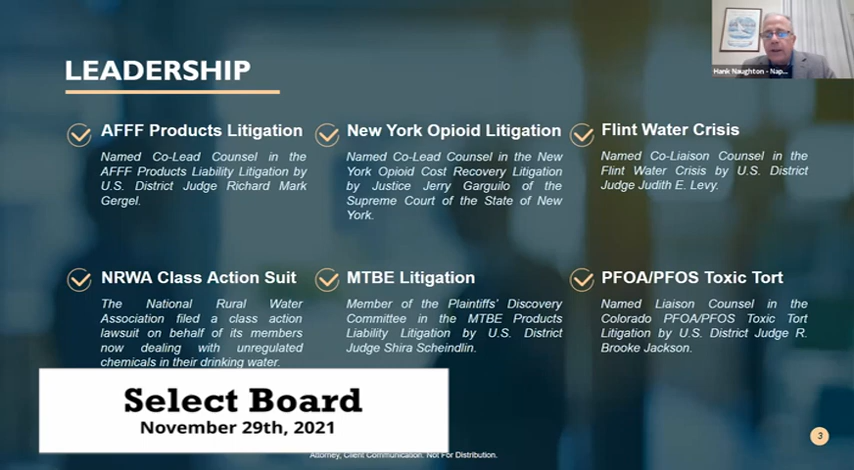 LEADERSHIP
Hank Naughton - Nap...
AFFF Products Litigation
Named Co-Lead Counsel in the
AFFF Products Liability Litigation by
U.S. District Judge Richard Mark
Gergel.
New York Opioid Litigation
Named Co-Lead Counsel in the New
York Opioid Cost Recovery Litigation
by Justice Jerry Garguilo of the
Supreme Court of the State of New
York.
Flint Water Crisis
Named Co-Liaison Counsel in the
Flint Water Crisis by U.S. District
Judge Judith E. Levy.
NRWA Class Action Suit
The National Rural Water
Association filed a class action
lawsuit on behalf of its members
now dealing with unregulated
chemicals in their drinking water.
MTBE Litigation
Member of the Plaintiffs' Discovery
Committee in the MTBE Products
Liability Litigation by U.S. District
Judge Shira Scheindlin.
PFOA/PFOS Toxic Tort
Named Liaison Counsel in the
Colorado PFOA/PFOS Toxic Tort
Litigation by U.S. District Judge R.
Brooke Jackson.
Select Board
November 29th, 2021
3
Attorney, Client Communication. Not For Distribution.